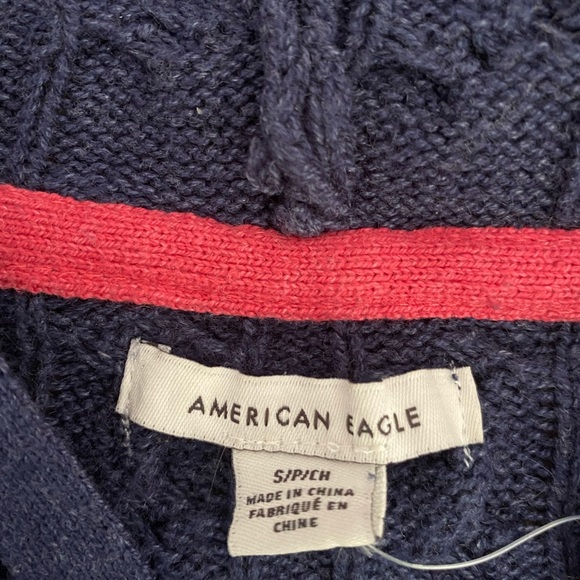 AMERICAN EAGLE
S/P/CH
MADE IN CHINA
FABRIQUÉ EN
CHINE